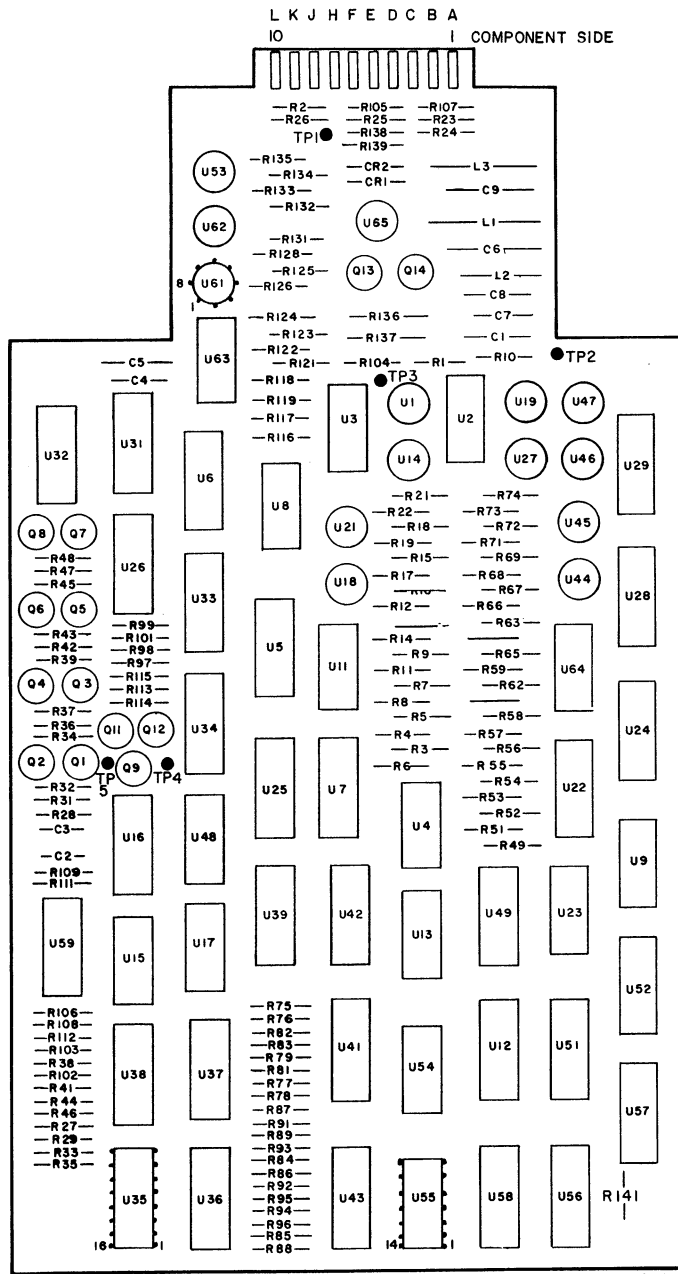 L K J H F E D C B A
10 1 COMPONENT SIDE
R2 R105 R107
R26 R25 R23
TP1 R138 R24
R139
R135 CR2 L3
U53 R134 CR1
R133 C9
R132
U62 U65 L1
R131
R128 C6
R125 Q13 Q14 L2
8 U61 R126 C8
1
R124 R136 C7
R123 R137 C1
U63 R122 R10 TP2
C5 R121 R104 R1
C4 R118 TP3
R119 U3 U1 U2 U19 U47
U32 U31 R117
R116 U29
U6 U14 U27 U46
U8 R21 R74
R22 R73
Q8 Q7 U21 R18 R72 U45
R19 R71
R48 U26 R15 R69
R47 R17 R68
R45 U18 R67 U44
U33 R12 R66 U28
Q6 Q5 R63
R43 R99 R14
R42 R101 U5 U11 R9 R65 U64
R39 R98 R11 R59
R97 R7 R62
Q4 Q3 R115 R8
R113 R5 R58
R37 R114 U34 R4 R57 U24
R36 Q11 Q12 R3 R56
R34 R6 R55
Q2 Q1 TP5 Q9 TP4 R54
R32 U25 U7 R53 U22
R31 R52
R28 U16 U48 U4 R51 U9
C3 R49
C2
R109
R111 U39 U42 U13 U49 U23
U59 U15 U17
R106 R75 U52
R108 R76
R112 R82
R103 R83 U41 U54 U12 U51
R38 U38 U37 R79
R102 R81
R41 R77
R44 R78 U57
R46 R87
R27 R91
R29 R89
R33 R93
R35 R84
R86
R92
U35 U36 R95 U43 U55 U58 U56 R141
R94
R96
R85
16 1 R88 14 1